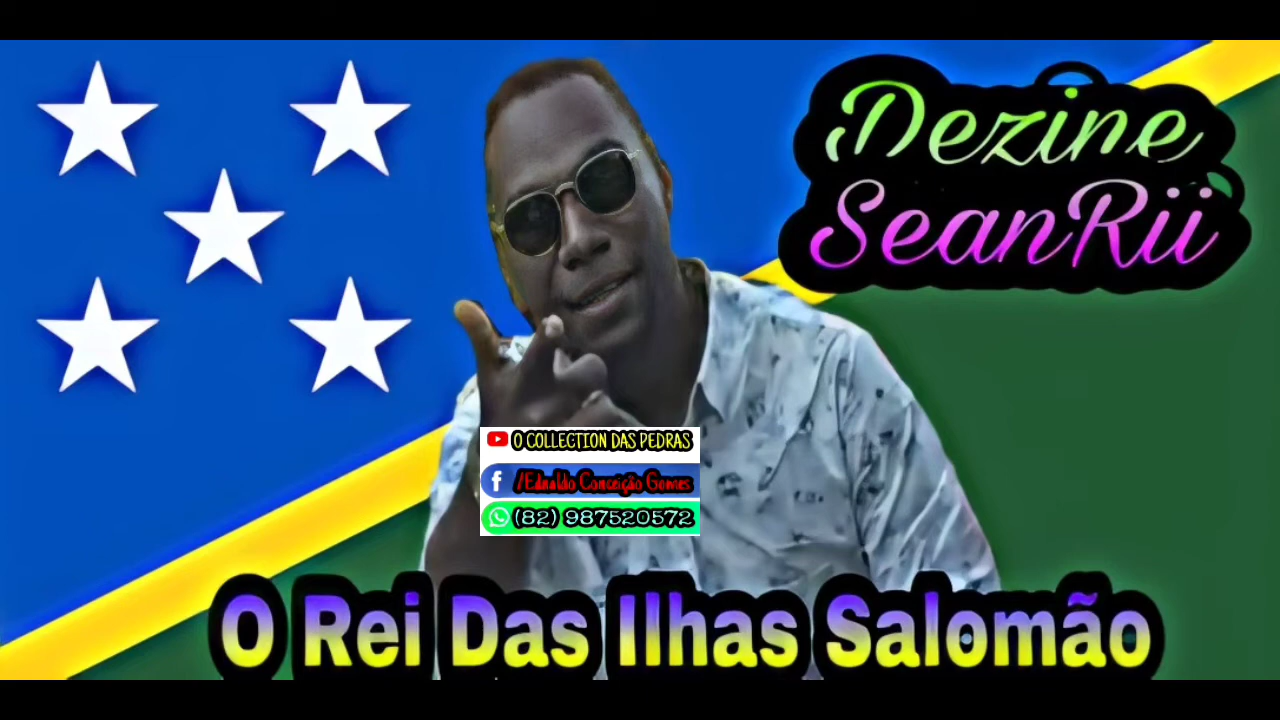 Dezine
SeanRii
O COLLECTION DAS PEDRAS
/Ednaldo Conceição Gomes
(82) 987520572
O Rei Das Ilhas Salomão